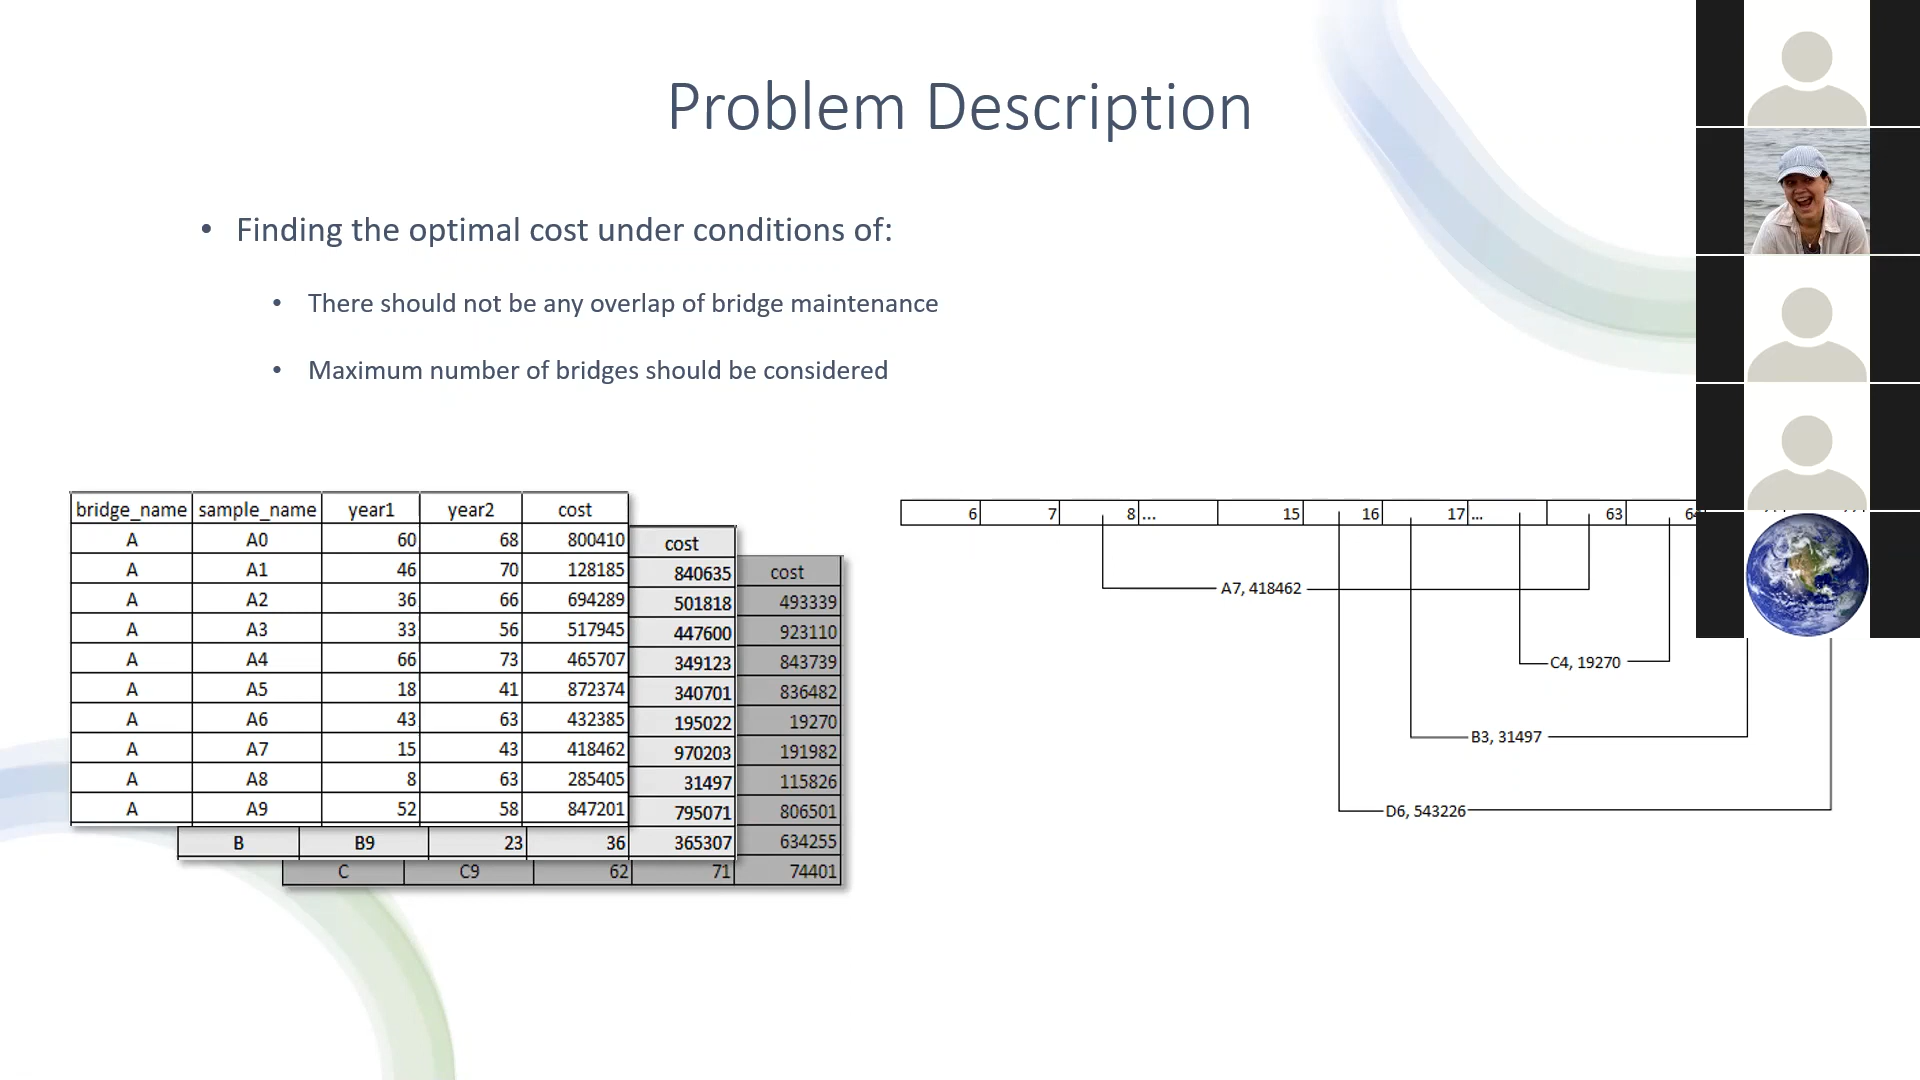 Problem Description
• Finding the optimal cost under conditions of:
• There should not be any overlap of bridge maintenance
• Maximum number of bridges should be considered
bridge_name sample_name year1 year2 cost
A A0 60 68 800410
A A1 46 70 128185
A A2 36 66 694289
A A3 33 56 517945
A A4 66 73 465707
A A5 18 41 872374
A A6 43 63 432385
A A7 15 43 418462
A A8 8 63 285405
A A9 52 58 847201
cost
840635
501818
447600
349123
340701
195022
970203
31497
795071
B B9 23 36 365307
cost
493339
923110
843739
836482
19270
191982
115826
806501
634255
C C9 62 71 74401
6 7 8 ... 15 16 17 ... 63
A7, 418462
C4, 19270
B3, 31497
D6, 543226